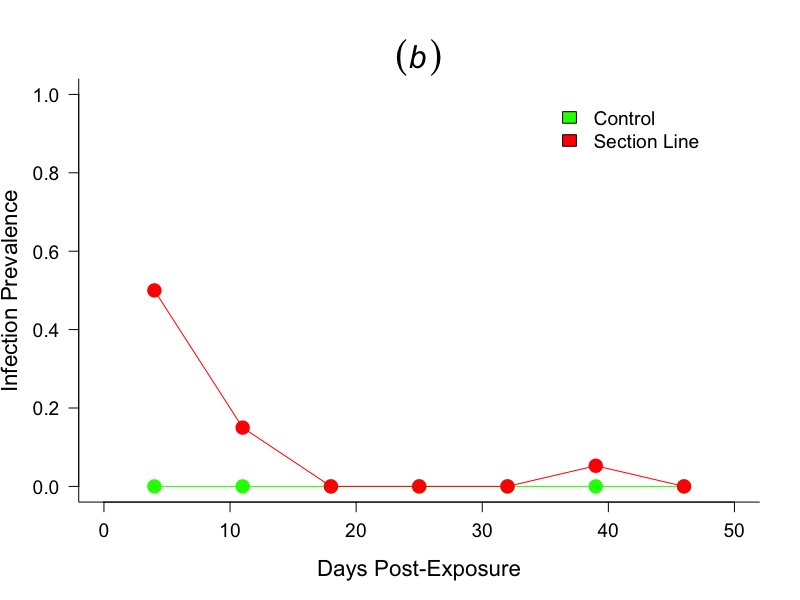 (b)
1.0
0.8
0.6
0.4
0.2
0.0
Infection Prevalence
Control
Section Line
0 10 20 30 40 50
Days Post-Exposure